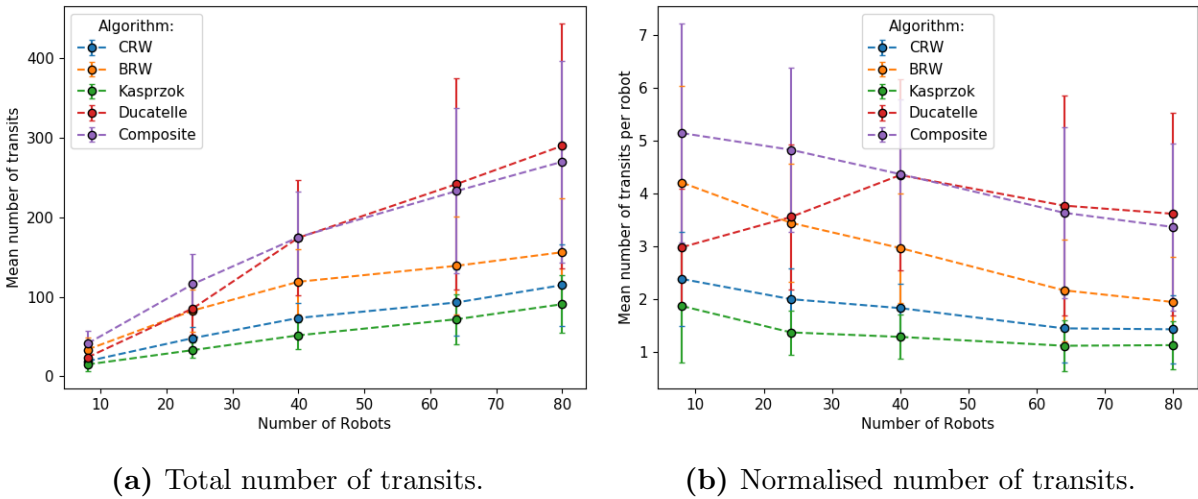 Algorithm:
CRW
BRW
Kasprzok
Ducatelle
Composite
400
300
200
100
0
Mean number of transits
10 20 30 40 50 60 70 80
Number of Robots
(a) Total number of transits.
Algorithm:
CRW
BRW
Kasprzok
Ducatelle
Composite
7
6
5
4
3
2
1
Mean number of transits per robot
10 20 30 40 50 60 70 80
Number of Robots
(b) Normalised number of transits.